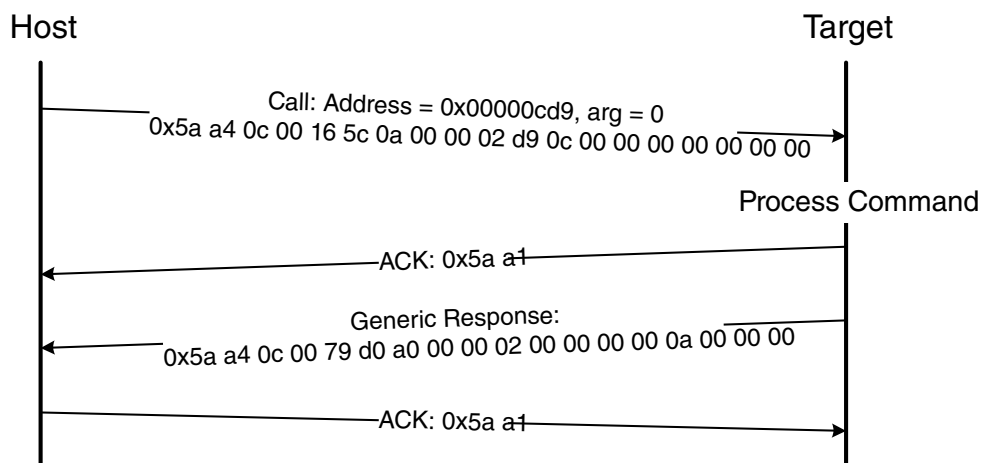 Host
Target
Call: Address = 0x00000cd9, arg = 0
0x5a a4 0c 00 16 5c 0a 00 00 02 d9 0c 00 00 00 00 00 00 00
Process Command
ACK: 0x5a a1
Generic Response:
0x5a a4 0c 00 79 d0 a0 00 00 02 00 00 00 00 0a 00 00 00
ACK: 0x5a a1